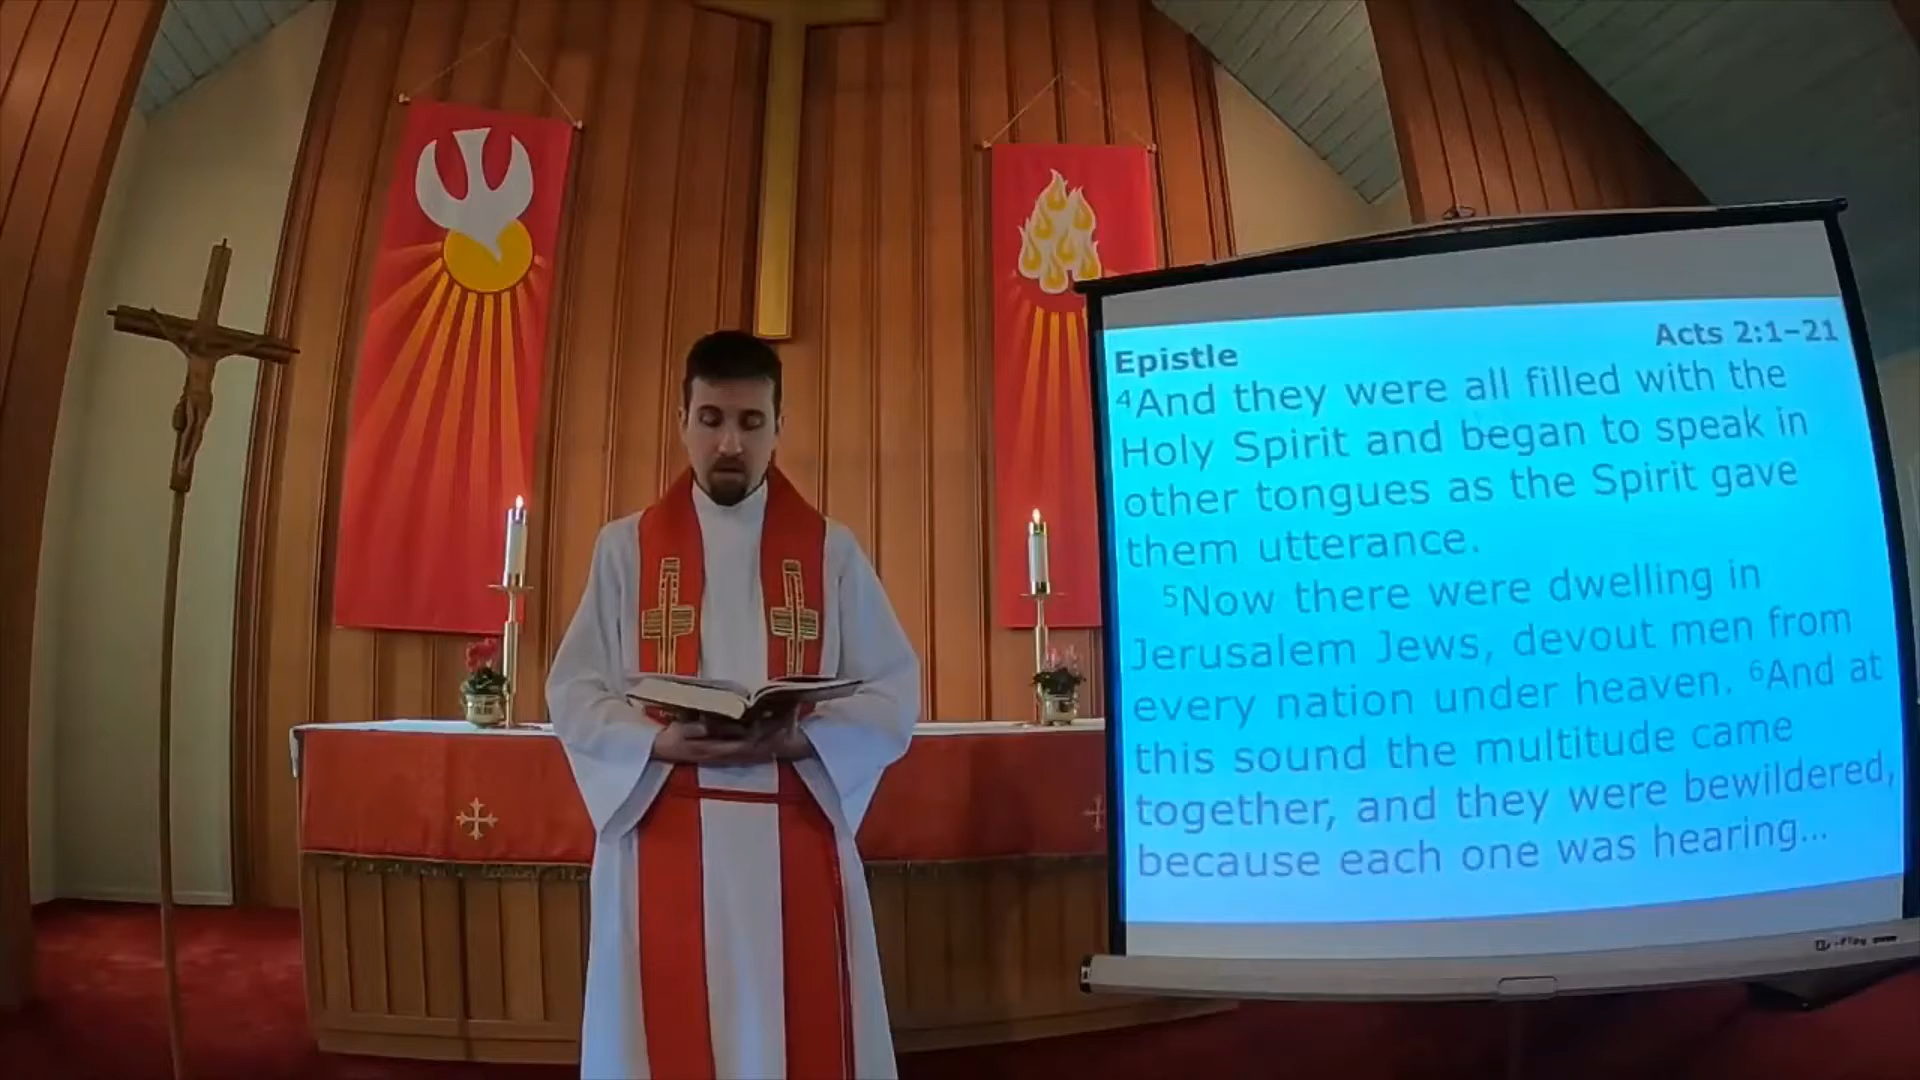 Epistle
Acts 2:1–21
⁴And they were all filled with the
Holy Spirit and began to speak in
other tongues as the Spirit gave
them utterance.
⁵Now there were dwelling in
Jerusalem Jews, devout men from
every nation under heaven. ⁶And at
this sound the multitude came
together, and they were bewildered,
because each one was hearing...